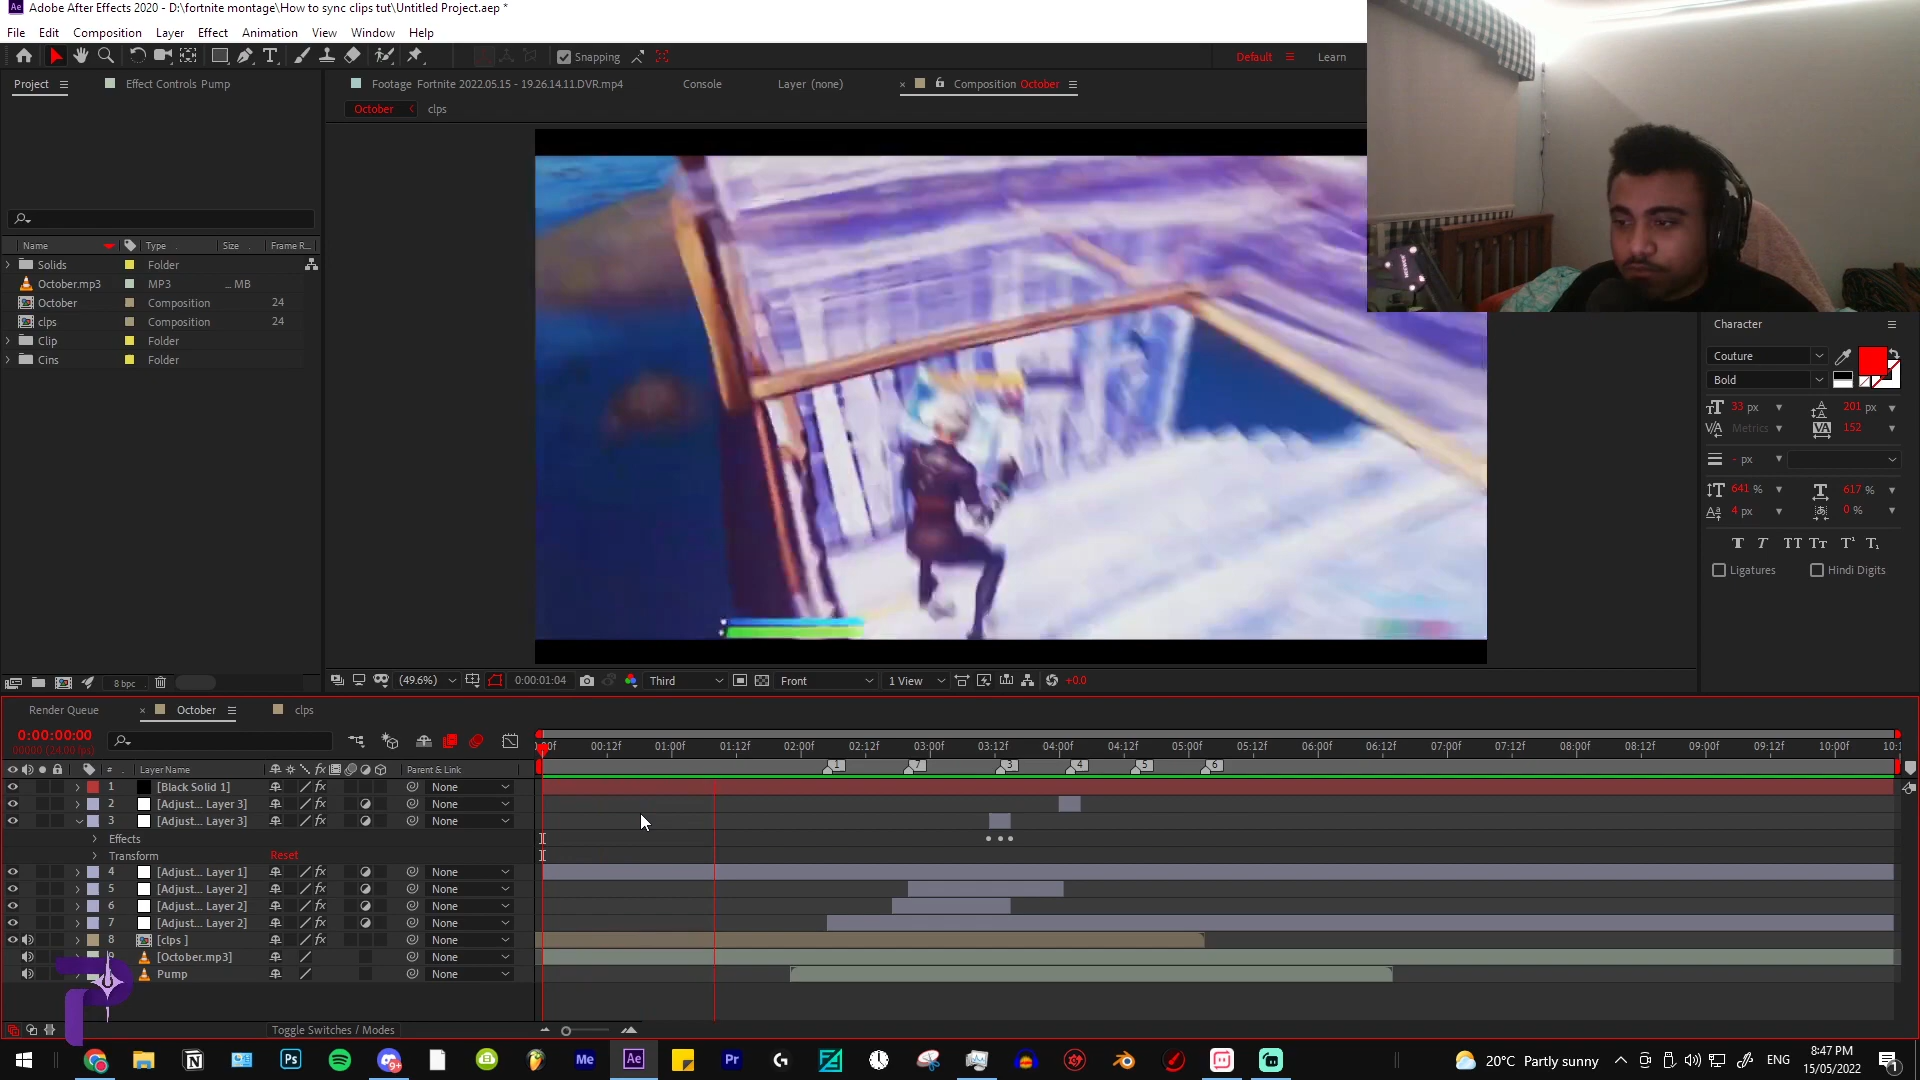 Adobe After Effects 2020 - D:\fortnite montage\How to sync clips tut\Untitled Project.aep *
File Edit Composition Layer Effect Animation View Window Help
Snapping Default Learn
Project Effect Controls Pump Footage Fortnite 2022.05.15 - 19.26.14.11.DVR.mp4 Console Layer (none) Composition October
October clps
Name Type Size Frame R...
Solids Folder
October.mp3 MP3 ... MB
October Composition 24
clps Composition 24
Clip Folder
Cins Folder
Character
Couture
Bold
33 px 201 px
Metrics 152
- px
641 % 617 %
4 px 0 %
Ligatures Hindi Digits
8 bpc (49.6%) 0:00:01:04 Third Front 1 View +0.0
Render Queue October clps
0:00:00:00
00000 (24.00 fps)
00:12f 01:00f 01:12f 02:00f 02:12f 03:00f 03:12f 04:00f 04:12f 05:00f 05:12f 06:00f 06:12f 07:00f 07:12f 08:00f 08:12f 09:00f 09:12f 10:00f
# Layer Name Parent & Link 1 7 3 4 5 6
1 [Black Solid 1] None
2 [Adjust... Layer 3] None
3 [Adjust... Layer 3] None
Effects
Transform Reset
4 [Adjust... Layer 1] None
5 [Adjust... Layer 2] None
6 [Adjust... Layer 2] None
7 [Adjust... Layer 2] None
8 [clps ] None
[October.mp3] None
Pump None
Toggle Switches / Modes
Ps 9+ Me Ae Pr 20°C Partly sunny ENG 8:47 PM
15/05/2022
1